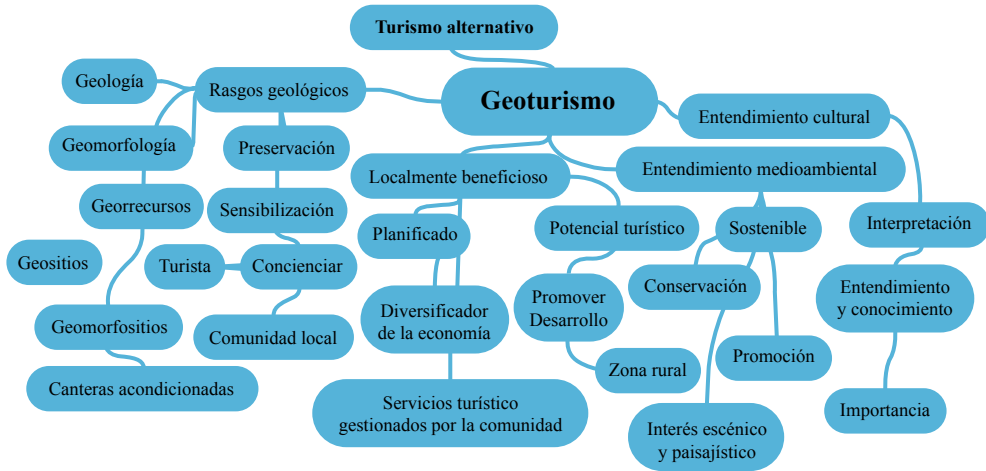 Turismo alternativo
Geoturismo
Geología
Rasgos geológicos
Entendimiento cultural
Geomorfología
Preservación
Localmente beneficioso
Entendimiento medioambiental
Georrecursos
Sensibilización
Planificado
Potencial turístico
Sostenible
Interpretación
Geositios
Turista
Concienciar
Conservación
Entendimiento
y conocimiento
Geomorfositios
Comunidad local
Diversificador
de la economía
Promover
Desarrollo
Promoción
Canteras acondicionadas
Zona rural
Servicios turístico
gestionados por la comunidad
Importancia
Interés escénico
y paisajístico